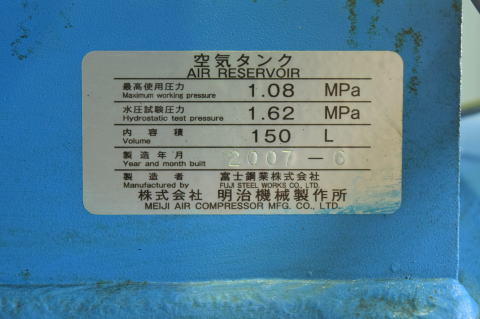 空気タンク
AIR RESERVOIR
最高使用圧力 1.08 MPa
Maximum working pressure
水圧試験圧力 1.62 MPa
Hydrostatic test pressure
内容積 150 L
Volume
製造年月 2007-6
Year and month built
製造者 富士鋼業株式会社
Manufactured by FUJI STEEL WORKS CO., LTD.
株式会社 明治機械製作所
MEIJI AIR COMPRESSOR MFG. CO., LTD.